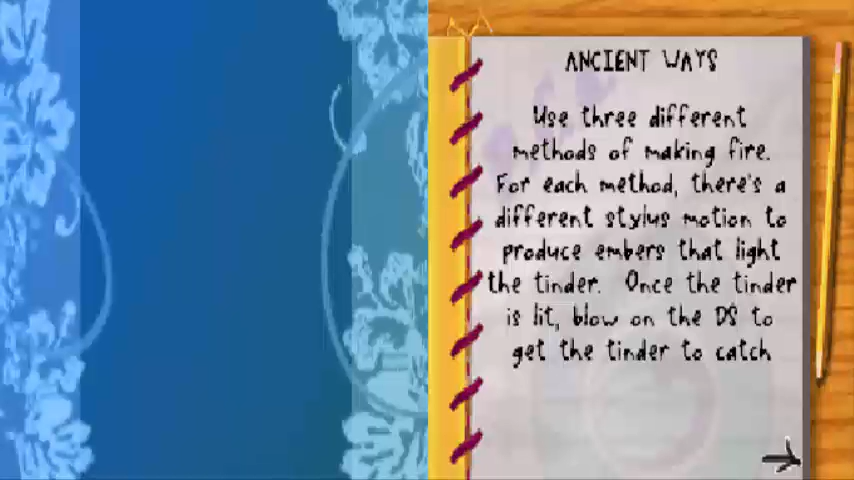 ANCIENT WAYS
Use three different
methods of making fire.
For each method, there's a
different stylus motion to
produce embers that light
the tinder. Once the tinder
is lit, blow on the DS to
get the tinder to catch